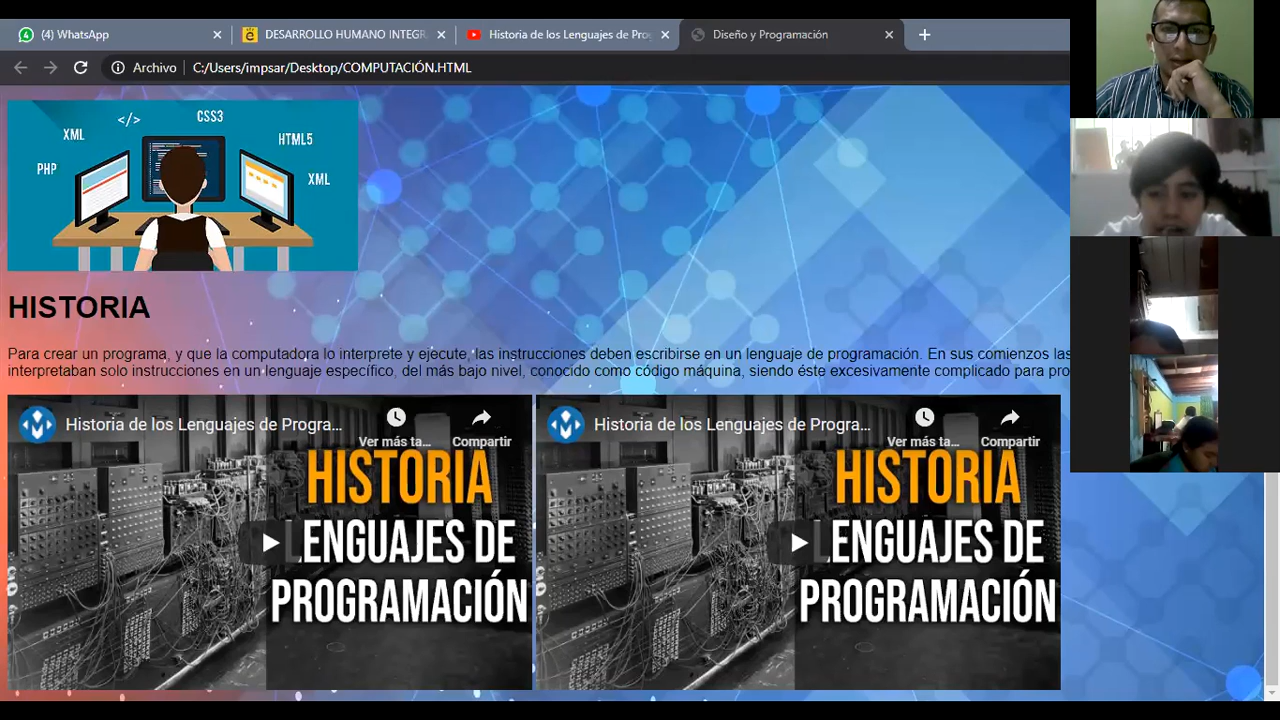 (4) WhatsApp
DESARROLLO HUMANO INTEGR
Historia de los Lenguajes de Prog
Diseño y Programación
Archivo
C:/Users/impsar/Desktop/COMPUTACIÓN.HTML
</>
CSS3
XML
HTML5
PHP
XML
HISTORIA
Para crear un programa, y que la computadora lo interprete y ejecute, las instrucciones deben escribirse en un lenguaje de programación. En sus comienzos las
interpretaban solo instrucciones en un lenguaje específico, del más bajo nivel, conocido como código máquina, siendo éste excesivamente complicado para pro
Historia de los Lenguajes de Progra...
Ver más ta...
Compartir
HISTORIA
LENGUAJES DE
PROGRAMACIÓN
Historia de los Lenguajes de Progra...
Ver más ta...
Compartir
HISTORIA
LENGUAJES DE
PROGRAMACIÓN